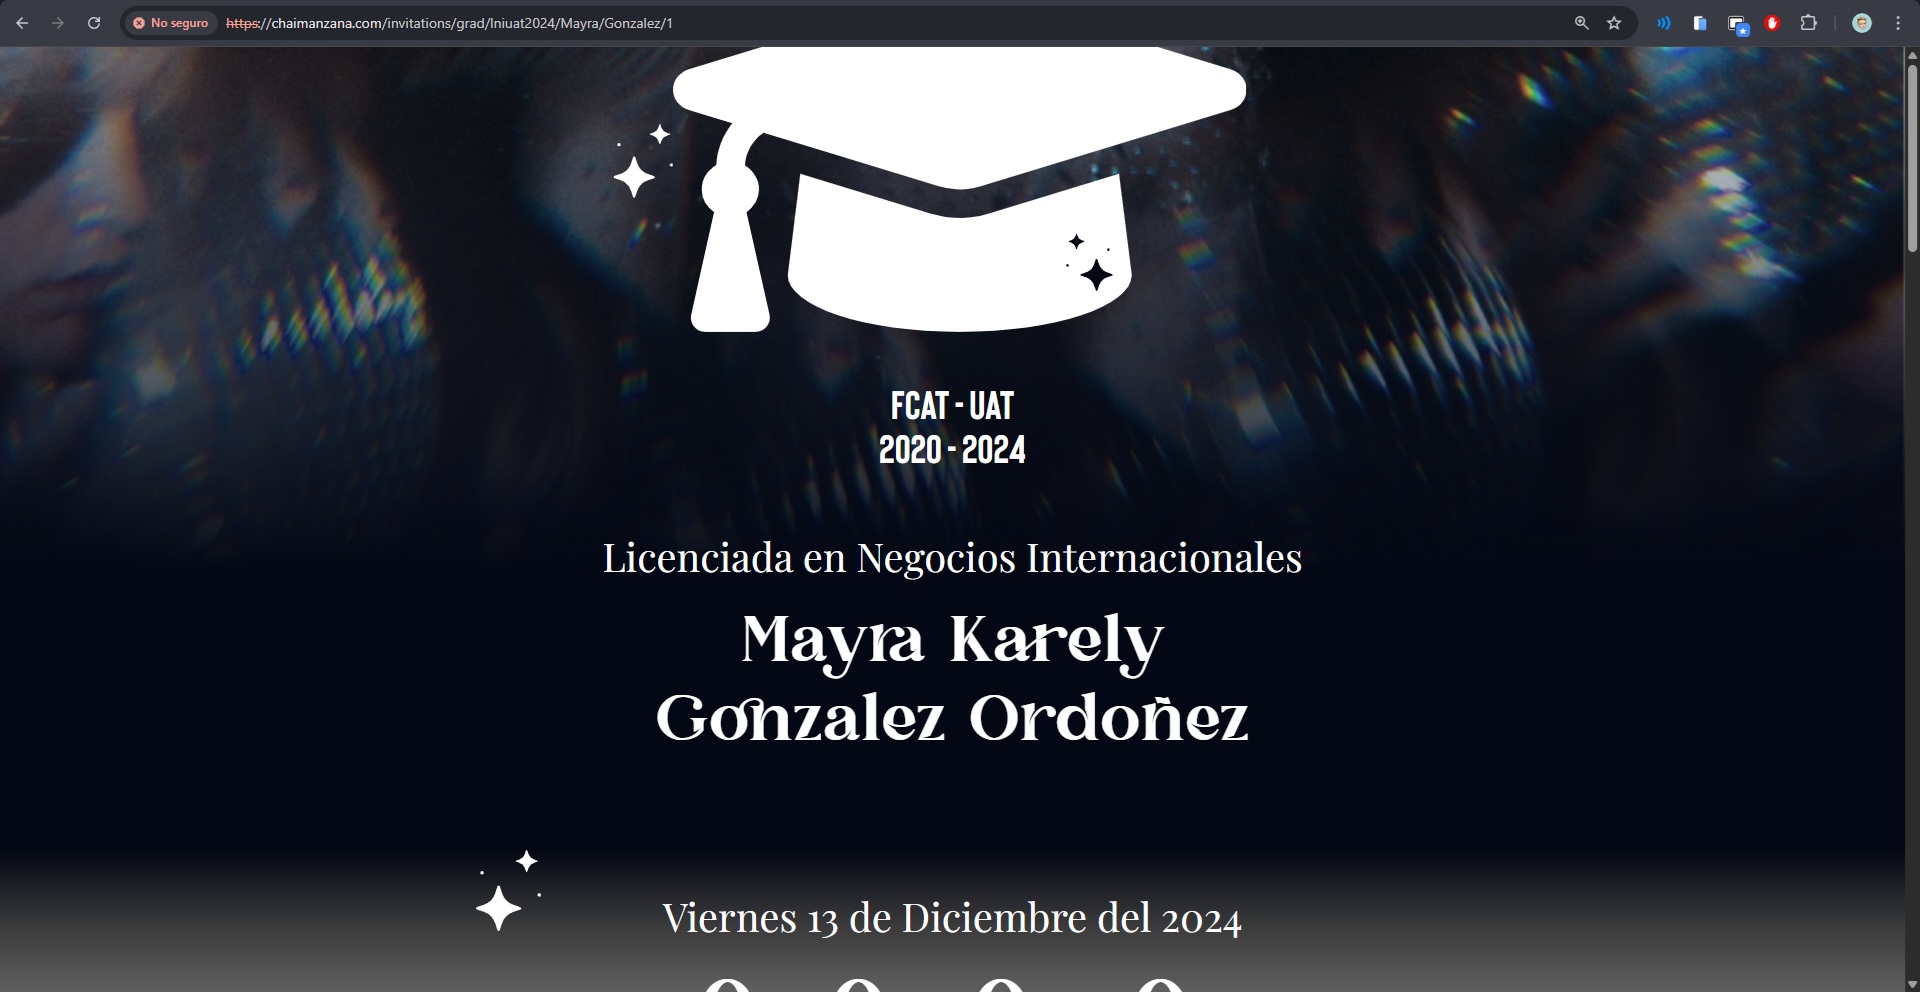 No seguro
https://chaimanzana.com/invitations/grad/lniuat2024/Mayra/Gonzalez/1
FCAT - UAT
2020 - 2024
Licenciada en Negocios Internacionales
Mayra Karely
Gonzalez Ordoñez
Viernes 13 de Diciembre del 2024